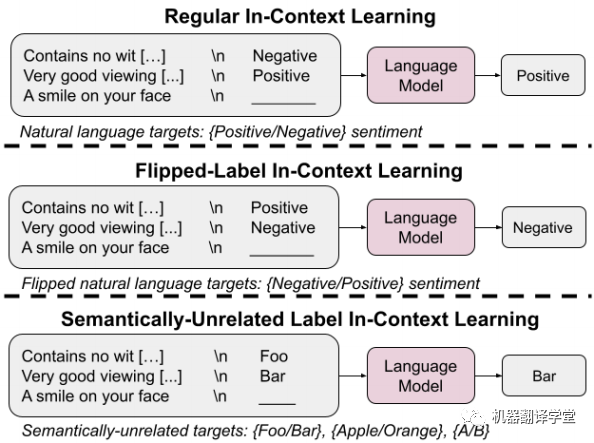 Regular In-Context Learning
Contains no wit […] \n Negative
Very good viewing [...] \n Positive
A smile on your face \n _______
Language
Model
Positive
Natural language targets: {Positive/Negative} sentiment
Flipped-Label In-Context Learning
Contains no wit […] \n Positive
Very good viewing [...] \n Negative
A smile on your face \n _______
Language
Model
Negative
Flipped natural language targets: {Negative/Positive} sentiment
Semantically-Unrelated Label In-Context Learning
Contains no wit […] \n Foo
Very good viewing [...] \n Bar
A smile on your face \n ____
Language
Model
Bar
Semantically-unrelated targets: {Foo/Bar}, {Apple/Orange}, {A/B}
机器翻译学堂